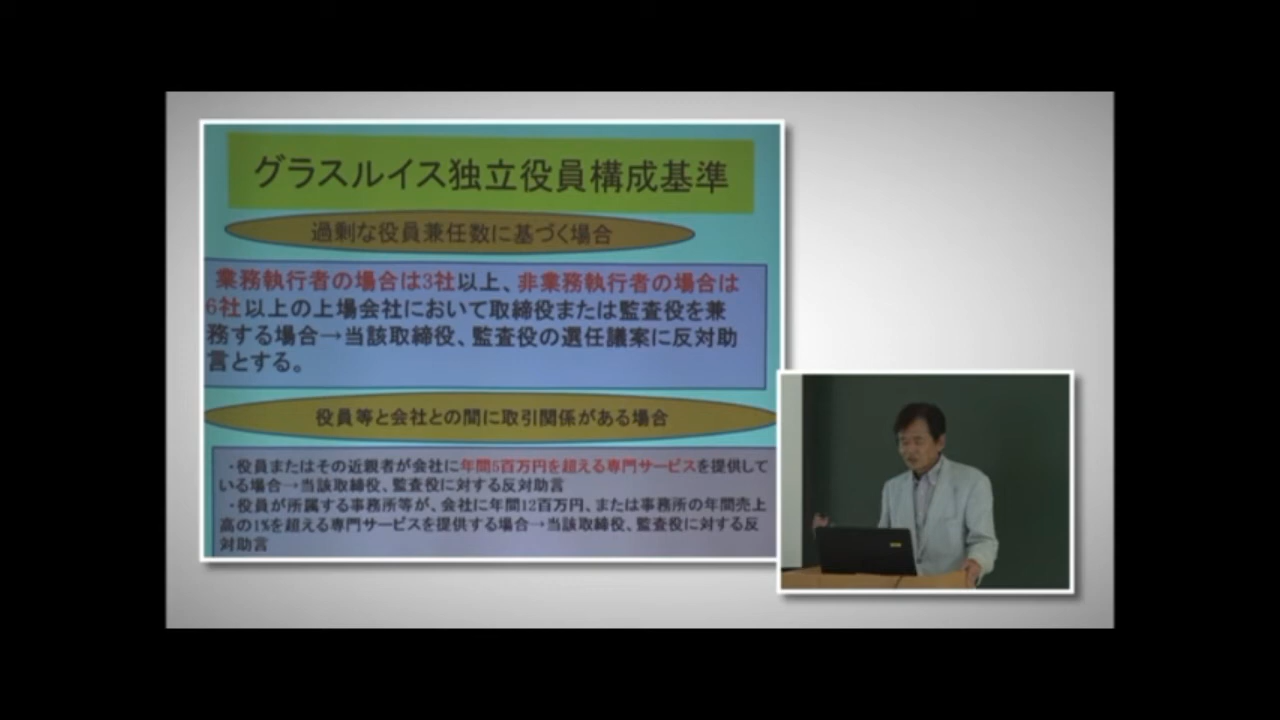 グラスルイス独立役員構成基準
過剰な役員兼任数に基づく場合
業務執行者の場合は3社以上、非業務執行者の場合は
6社以上の上場会社において取締役または監査役を兼
務する場合→当該取締役、監査役の選任議案に反対助
言とする。
役員等と会社との間に取引関係がある場合
・役員またはその近親者が会社に年間5百万円を超える専門サービスを提供して
いる場合→当該取締役、監査役に対する反対助言
・役員が所属する事務所等が、会社に年間12百万円、または事務所の年間売上
高の1%を超える専門サービスを提供する場合→当該取締役、監査役に対する反
対助言